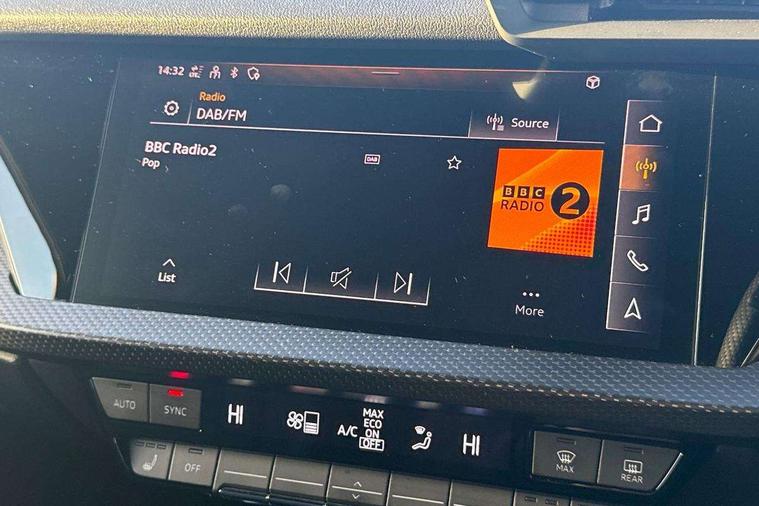 14:32
Radio
DAB/FM
Source
BBC Radio2
Pop
DAB
BBC
RADIO 2
List
More
AUTO
SYNC
HI
A/C
MAX
ECO
ON
OFF
HI
MAX
REAR
OFF